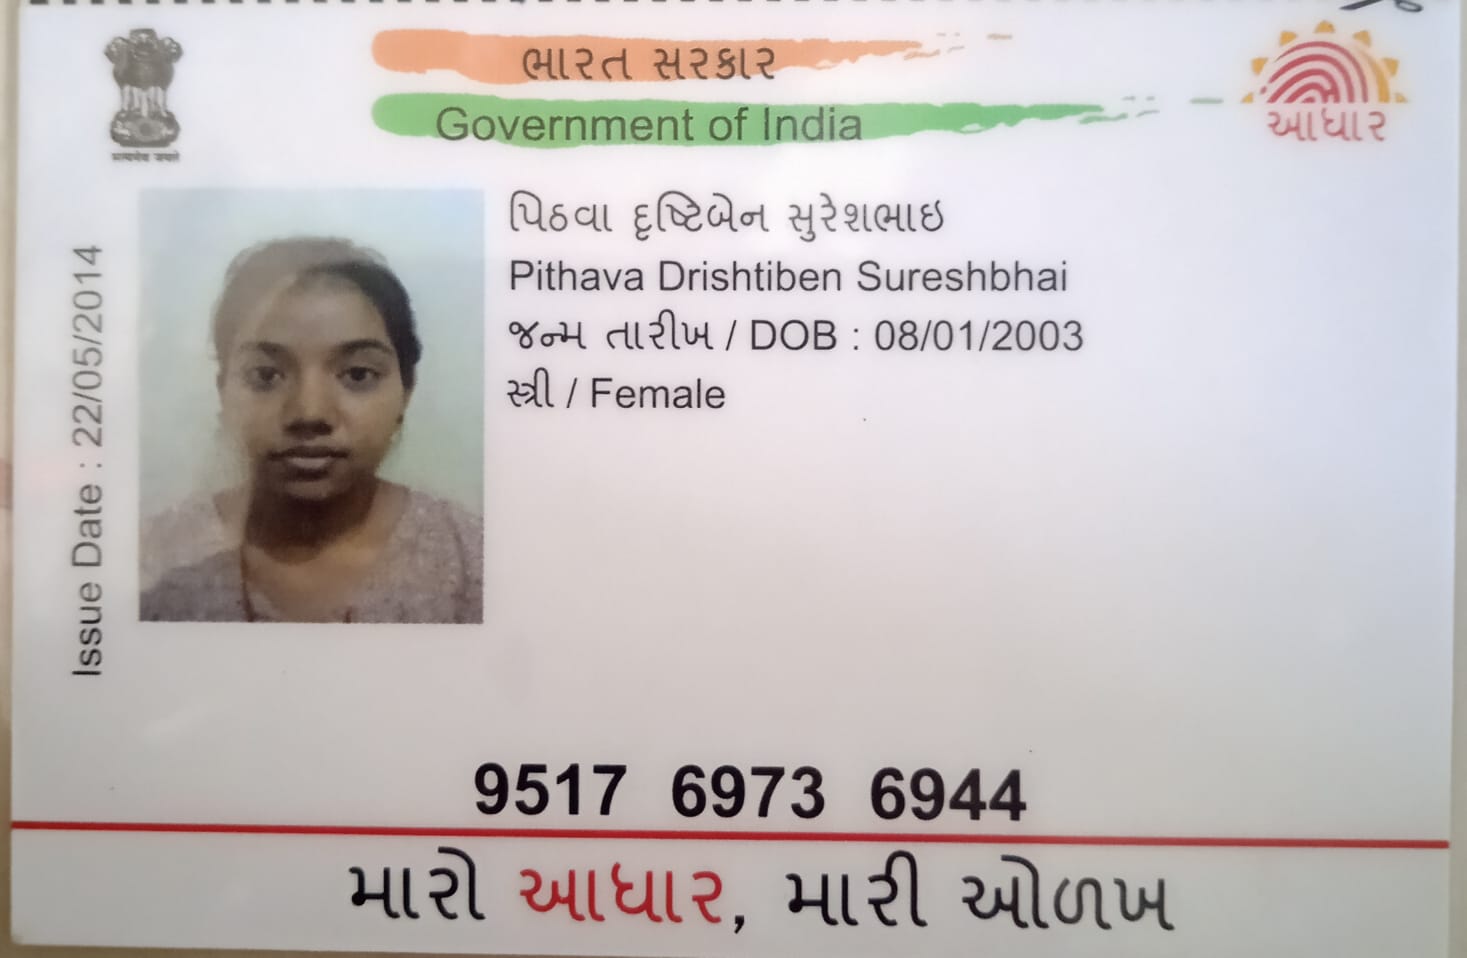 ભારત સરકાર
Government of India
આધાર
सत्यमेव जयते
પિઠવા દૃષ્ટિબેન સુરેશભાઇ
Pithava Drishtiben Sureshbhai
જન્મ તારીખ / DOB : 08/01/2003
સ્ત્રી / Female
Issue Date : 22/05/2014
9517 6973 6944
મારો આધાર, મારી ઓળખ